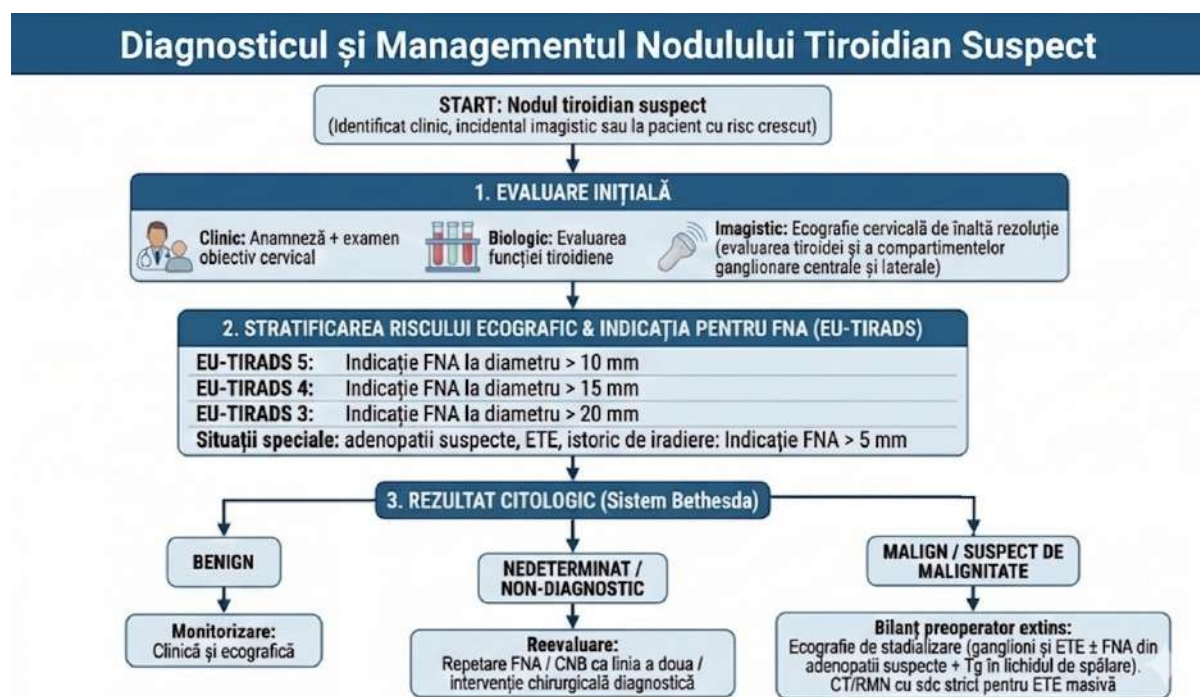 Diagnosticul și Managementul Nodulului Tiroidian Suspect
START: Nodul tiroidian suspect
(Identificat clinic, incidental imagistic sau la pacient cu risc crescut)
1. EVALUARE INIȚIALĂ
Clinic: Anamneză + examen
obiectiv cervical
Biologic: Evaluarea
funcției tiroidiene
Imagistic: Ecografie cervicală de înaltă rezoluție
(evaluarea tiroidei și a compartimentelor
ganglionare centrale și laterale)
2. STRATIFICAREA RISCULUI ECOGRAFIC & INDICAȚIA PENTRU FNA (EU-TIRADS)
EU-TIRADS 5: Indicație FNA la diametru > 10 mm
EU-TIRADS 4: Indicație FNA la diametru > 15 mm
EU-TIRADS 3: Indicație FNA la diametru > 20 mm
Situații speciale: adenopatii suspecte, ETE, istoric de iradiere: Indicație FNA > 5 mm
3. REZULTAT CITOLOGIC (Sistem Bethesda)
BENIGN
Monitorizare:
Clinică și ecografică
NEDETERMINAT /
NON-DIAGNOSTIC
Reevaluare:
Repetare FNA / CNB ca linia a doua /
intervenție chirurgicală diagnostică
MALIGN / SUSPECT DE
MALIGNITATE
Bilanț preoperator extins:
Ecografie de stadializare (ganglioni și ETE ± FNA din
adenopatii suspecte + Tg în lichidul de spălare).
CT/RMN cu sdc strict pentru ETE masivă